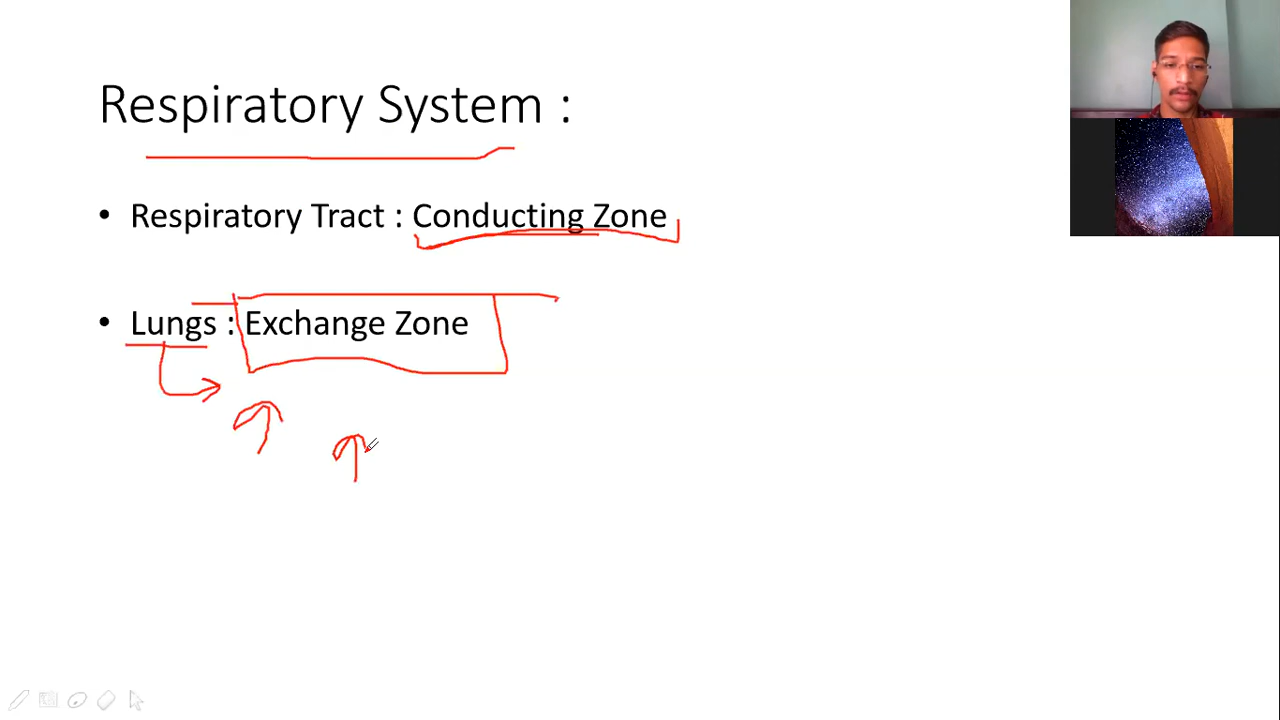 Respiratory System :
• Respiratory Tract : Conducting Zone
• Lungs : Exchange Zone